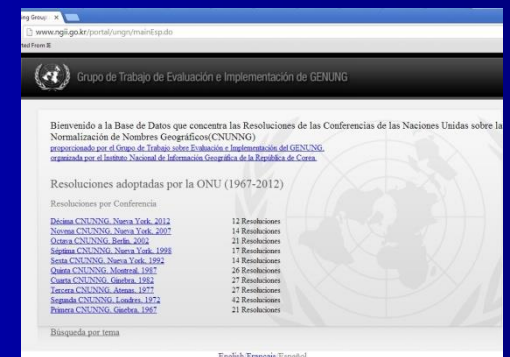 ng Group ×
www.ngii.go.kr/portal/ungn/mainEsp.do
ted From IE
Grupo de Trabajo de Evaluación e Implementación de GENUNG
Bienvenido a la Base de Datos que concentra las Resoluciones de las Conferencias de las Naciones Unidas sobre la
Normalización de Nombres Geográficos(CNUNNG)
proporcionado por el Grupo de Trabajo sobre Evaluación e Implementación del GENUNG.
organizada por el Instituto Nacional de Información Geográfica de la República de Corea.
Resoluciones adoptadas por la ONU (1967-2012)
Resoluciones por Conferencia
Décima CNUNNG. Nueva York. 2012 12 Resoluciones
Novena CNUNNG. Nueva York. 2007 14 Resoluciones
Octava CNUNNG. Berlín. 2002 21 Resoluciones
Séptima CNUNNG. Nueva York. 1998 17 Resoluciones
Sexta CNUNNG. Nueva York. 1992 14 Resoluciones
Quinta CNUNNG. Montreal. 1987 26 Resoluciones
Cuarta CNUNNG. Ginebra. 1982 27 Resoluciones
Tercera CNUNNG. Atenas. 1977 27 Resoluciones
Segunda CNUNNG. Londres. 1972 42 Resoluciones
Primera CNUNNG. Ginebra. 1967 21 Resoluciones
Búsqueda por tema
English Français Español